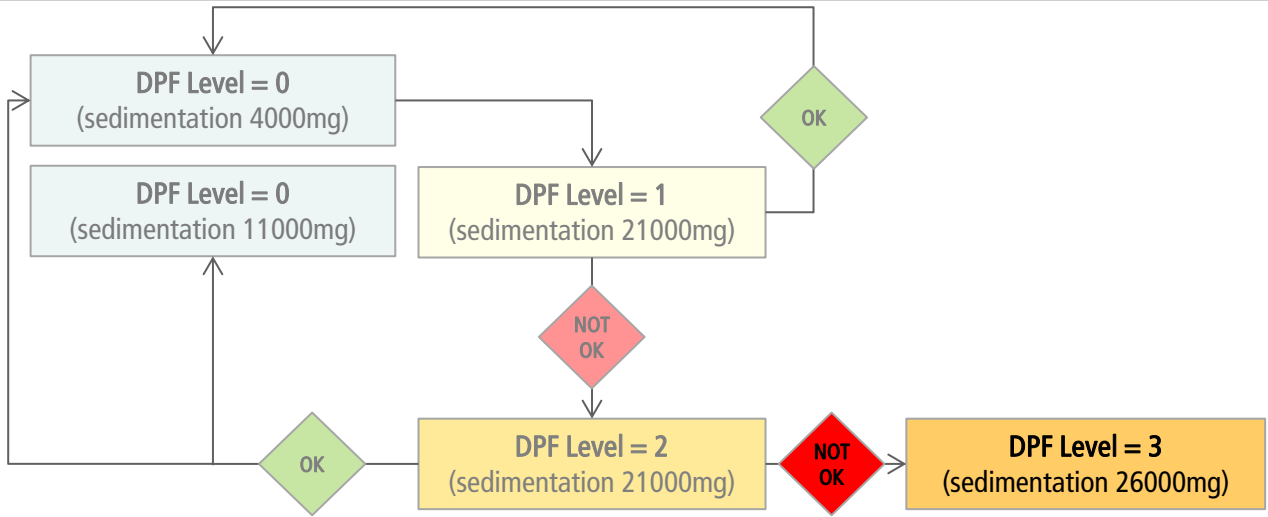 DPF Level = 0
(sedimentation 4000mg)
OK
DPF Level = 0
(sedimentation 11000mg)
DPF Level = 1
(sedimentation 21000mg)
NOT
OK
OK
DPF Level = 2
(sedimentation 21000mg)
NOT
OK
DPF Level = 3
(sedimentation 26000mg)